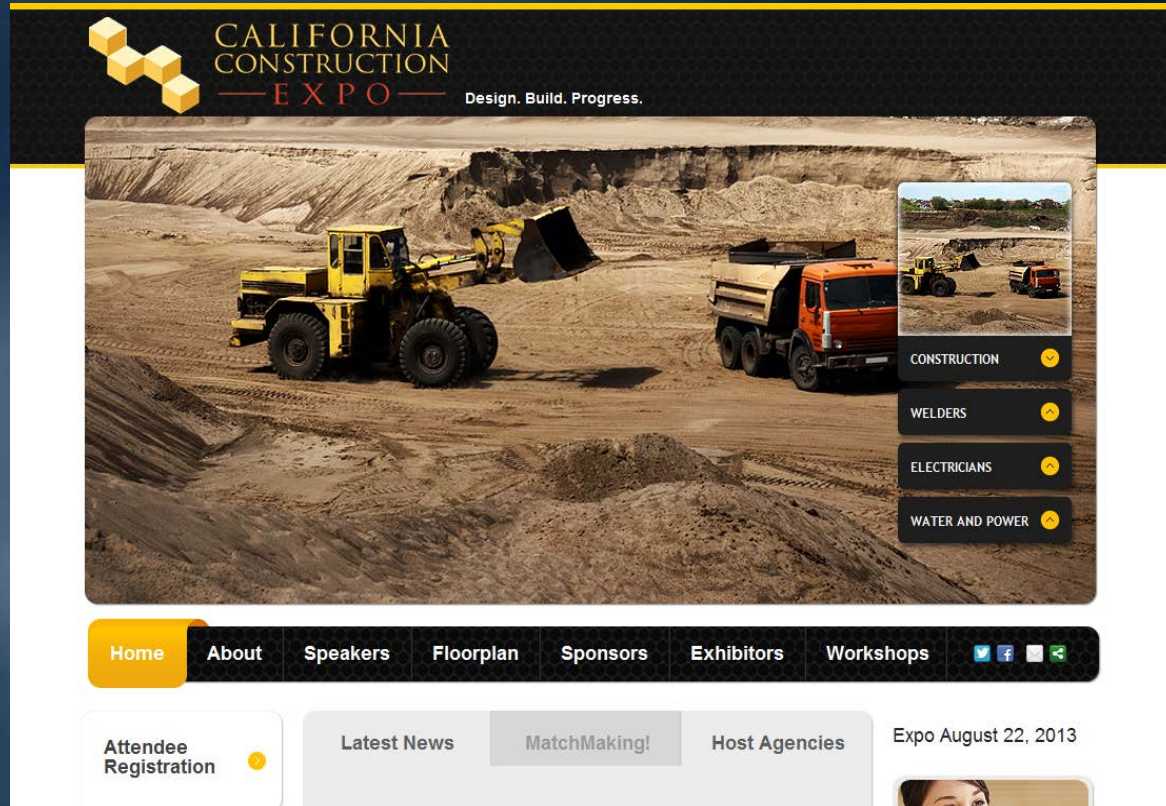 CALIFORNIA
CONSTRUCTION
EXPO
Design. Build. Progress.
CONSTRUCTION
WELDERS
ELECTRICIANS
WATER AND POWER
Home About Speakers Floorplan Sponsors Exhibitors Workshops
Attendee
Registration
Latest News MatchMaking! Host Agencies
Expo August 22, 2013